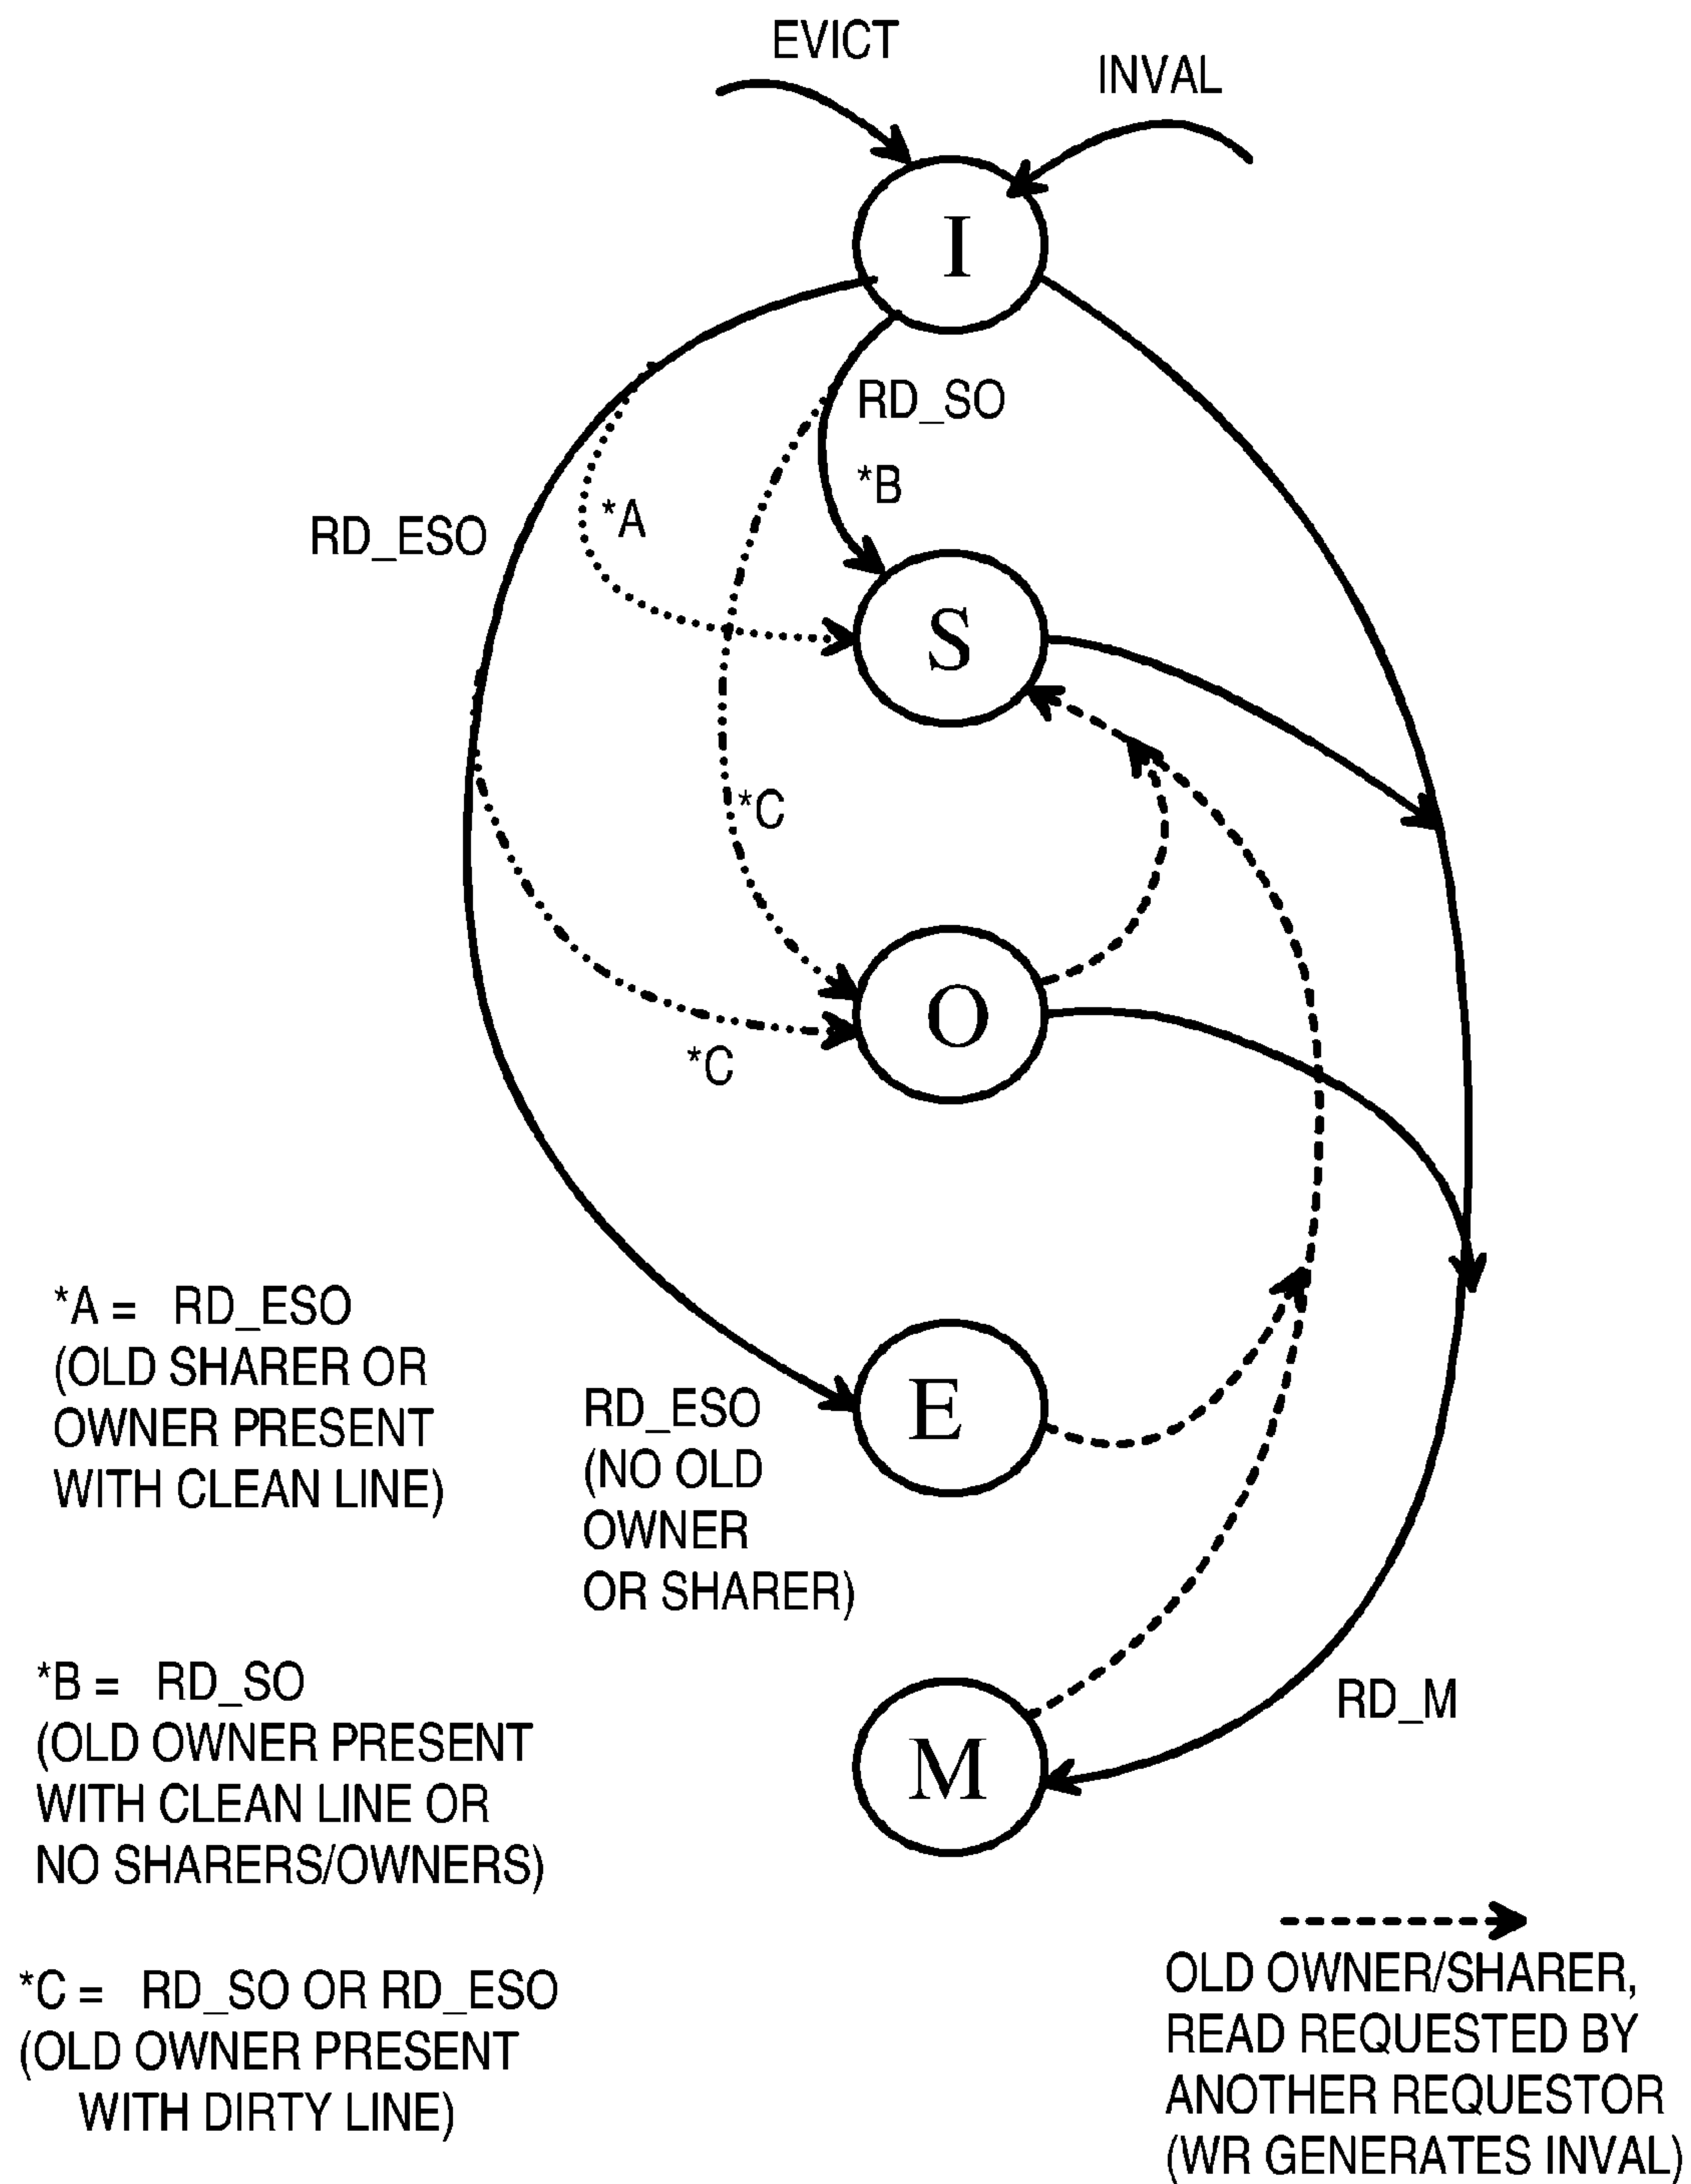 EVICT
INVAL
I
RD_SO
*B
*A
RD_ESO
S
*C
O
*C
*A = RD_ESO
(OLD SHARER OR
OWNER PRESENT
WITH CLEAN LINE)
E
RD_ESO
(NO OLD
OWNER
OR SHARER)
*B = RD_SO
(OLD OWNER PRESENT
WITH CLEAN LINE OR
NO SHARERS/OWNERS)
M
RD_M
*C = RD_SO OR RD_ESO
(OLD OWNER PRESENT
WITH DIRTY LINE)
OLD OWNER/SHARER,
READ REQUESTED BY
ANOTHER REQUESTOR
(WR GENERATES INVAL)